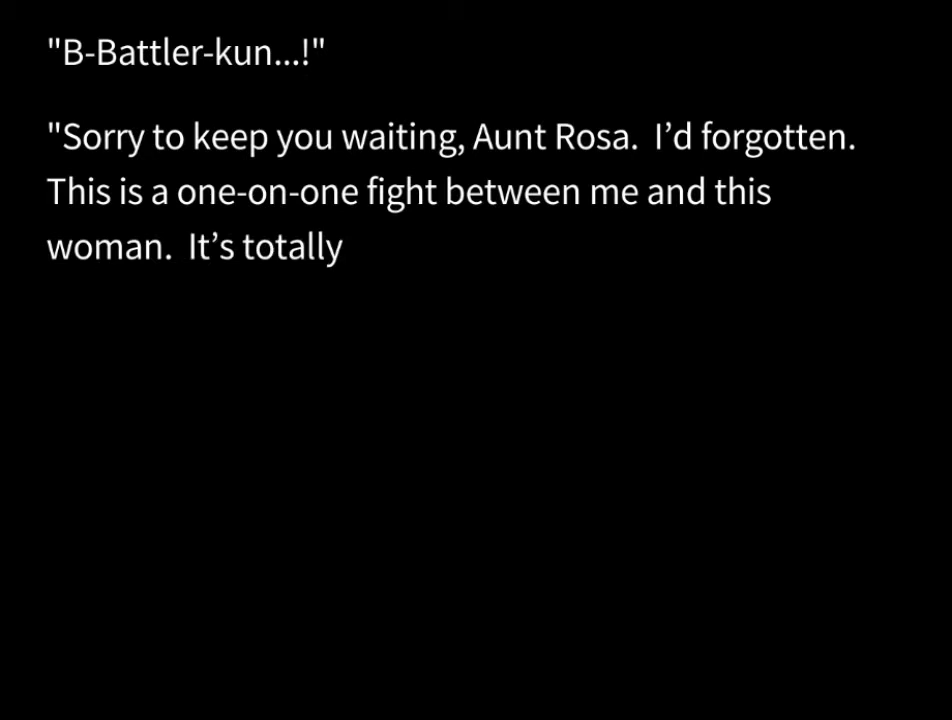 "B-Battler-kun...!"
"Sorry to keep you waiting, Aunt Rosa.  I’d forgotten.
This is a one-on-one fight between me and this
woman.  It’s totally